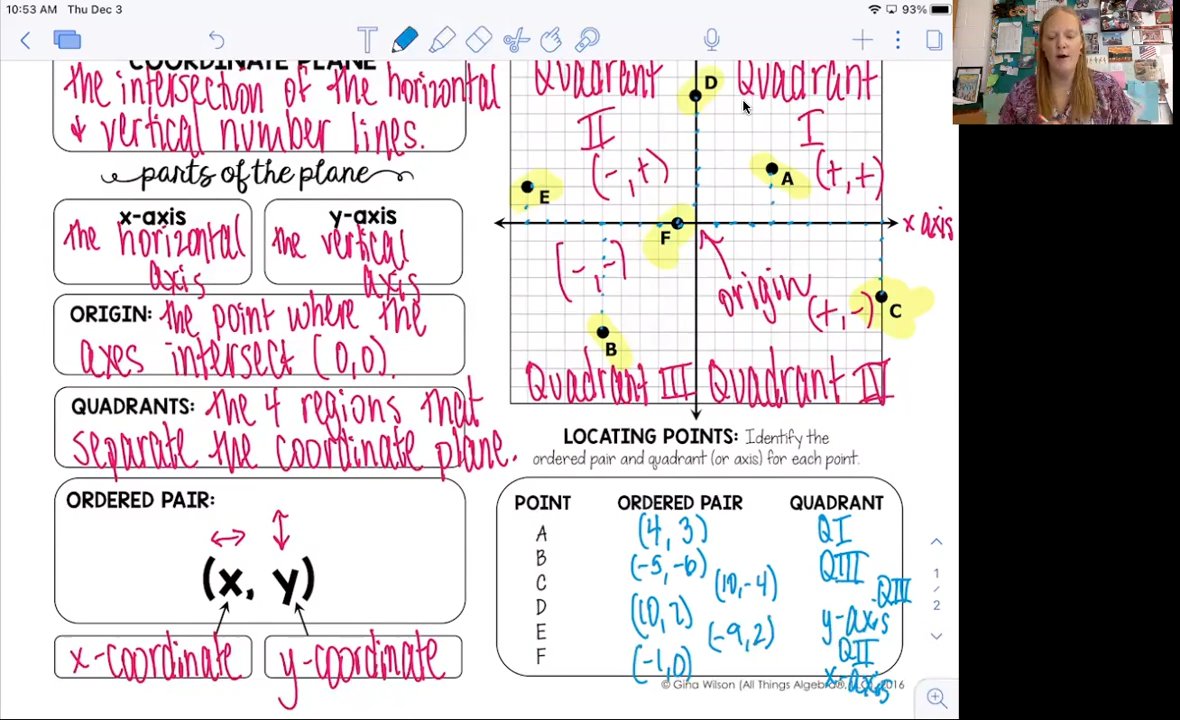 10:53 AM Thu Dec 3
93%
T
COORDINATE PLANE
the intersection of the horizontal
& vertical number lines.
parts of the plane
x-axis
the horizontal
axis
y-axis
the vertical
axis
ORIGIN: the point where the
axes intersect (0,0).
QUADRANTS: the 4 regions that
separate the coordinate plane.
ORDERED PAIR:
(x, y)
x-coordinate
y-coordinate
Quadrant
II
(-,+)
D
Quadrant
I
(+,+)
A
E
F
x axis
(-,-)
origin
(+,-)
C
B
Quadrant III
Quadrant IV
LOCATING POINTS: Identify the
ordered pair and quadrant (or axis) for each point.
POINT ORDERED PAIR QUADRANT
A (4, 3) QI
B (-5,-6) QIII
C (10,-4) QIII
D (10,7) y-axis
E (-9,2) QII
F (-1,0) x-axis
© Gina Wilson (All Things Algebra®, 2016
1
/
2